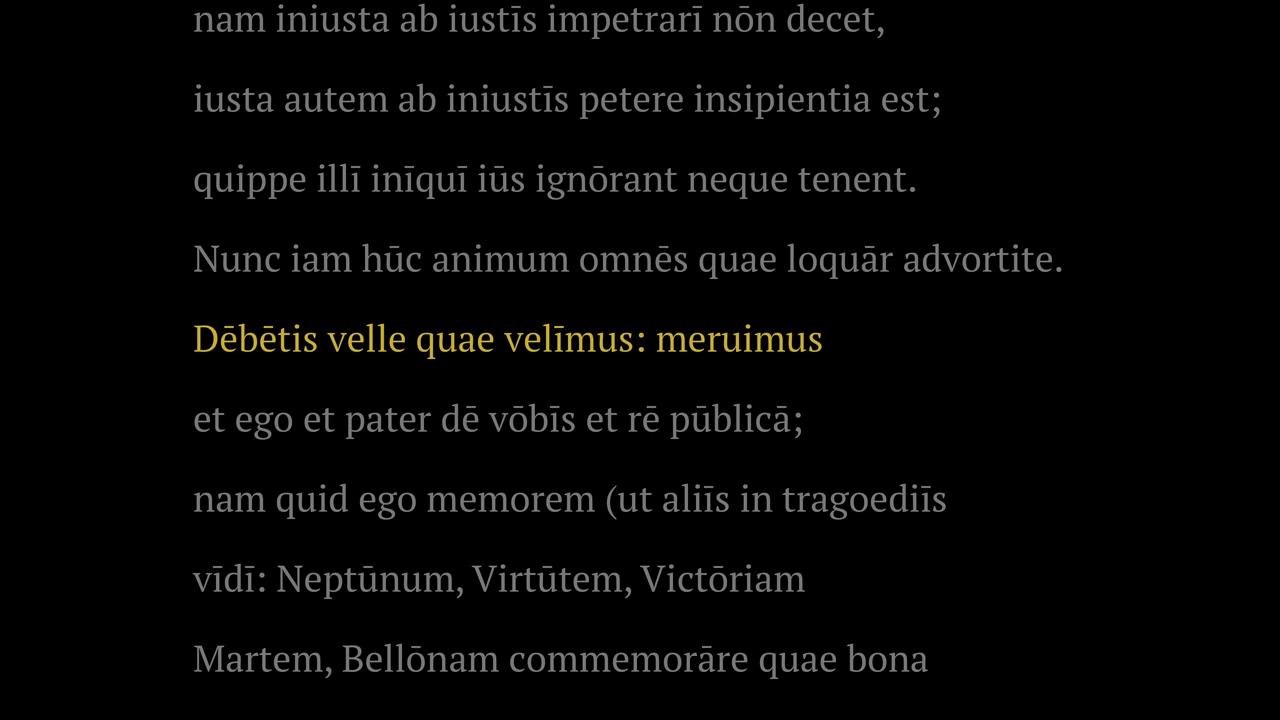 nam iniusta ab iustīs impetrarī nōn decet,
iusta autem ab iniustīs petere insipientia est;
quippe illī inīquī iūs ignōrant neque tenent.
Nunc iam hūc animum omnēs quae loquār advortite.
Dēbētis velle quae velīmus: meruimus
et ego et pater dē vōbīs et rē pūblicā;
nam quid ego memorem (ut aliīs in tragoediīs
vīdī: Neptūnum, Virtūtem, Victōriam
Martem, Bellōnam commemorāre quae bona